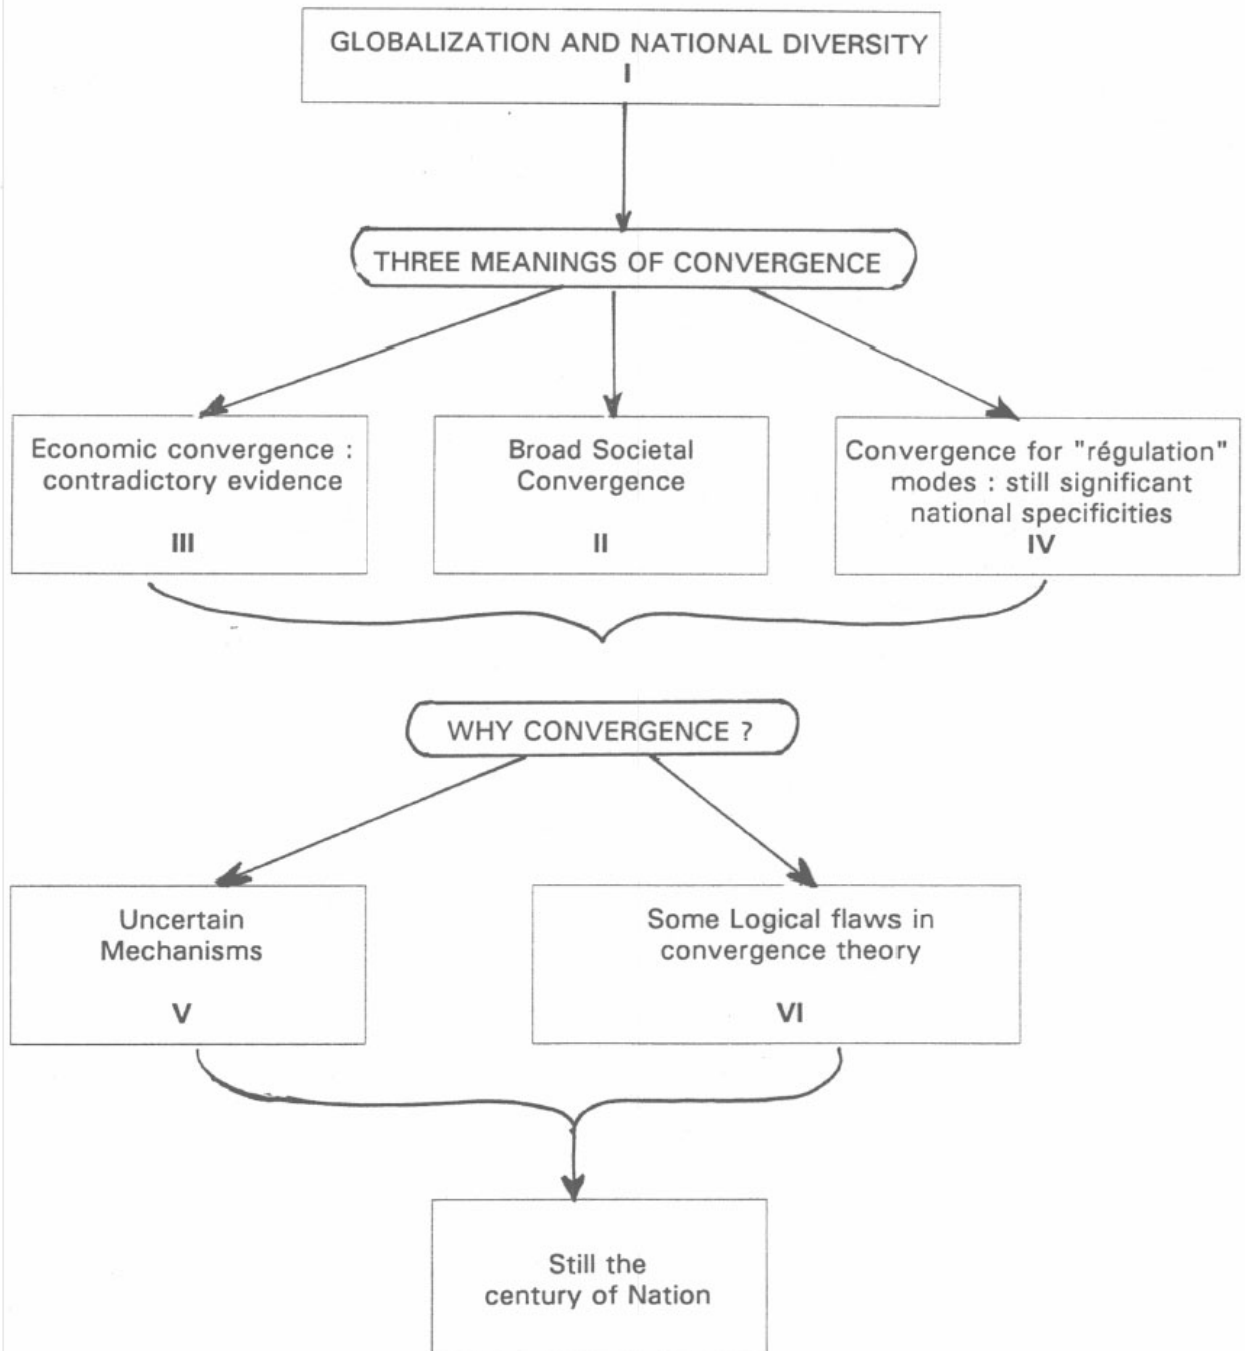 GLOBALIZATION AND NATIONAL DIVERSITY
I
THREE MEANINGS OF CONVERGENCE
Economic convergence :
contradictory evidence
III
Broad Societal
Convergence
II
Convergence for "régulation"
modes : still significant
national specificities
IV
WHY CONVERGENCE ?
Uncertain
Mechanisms
V
Some Logical flaws in
convergence theory
VI
Still the
century of Nation